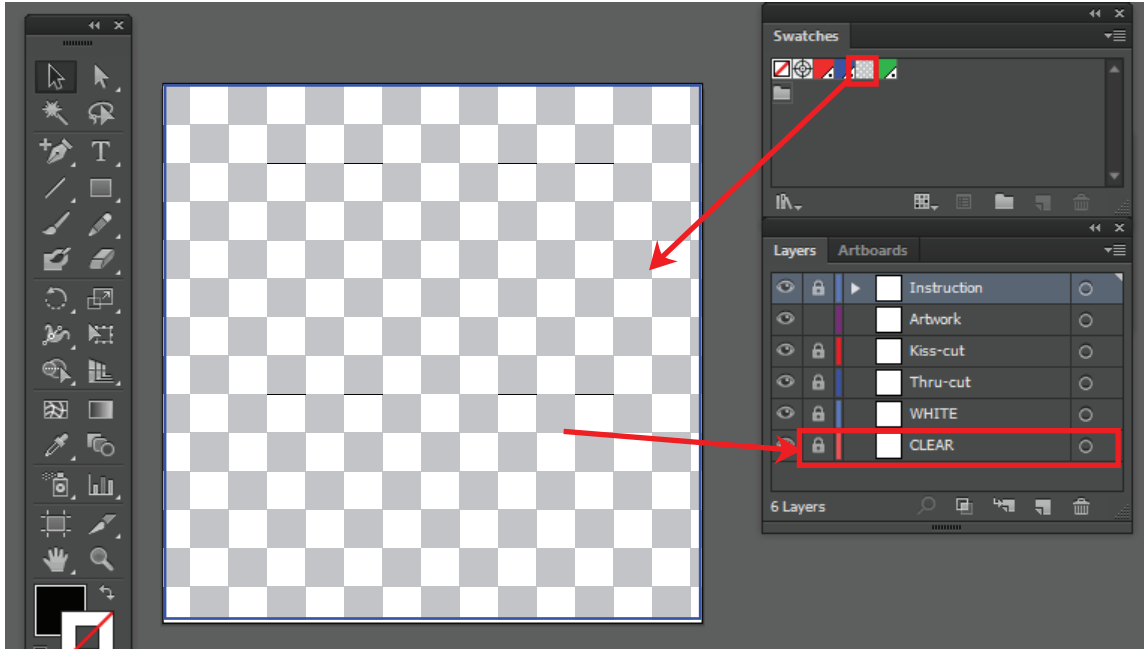 Swatches
T
Layers Artboards
Instruction
Artwork
Kiss-cut
Thru-cut
WHITE
CLEAR
6 Layers